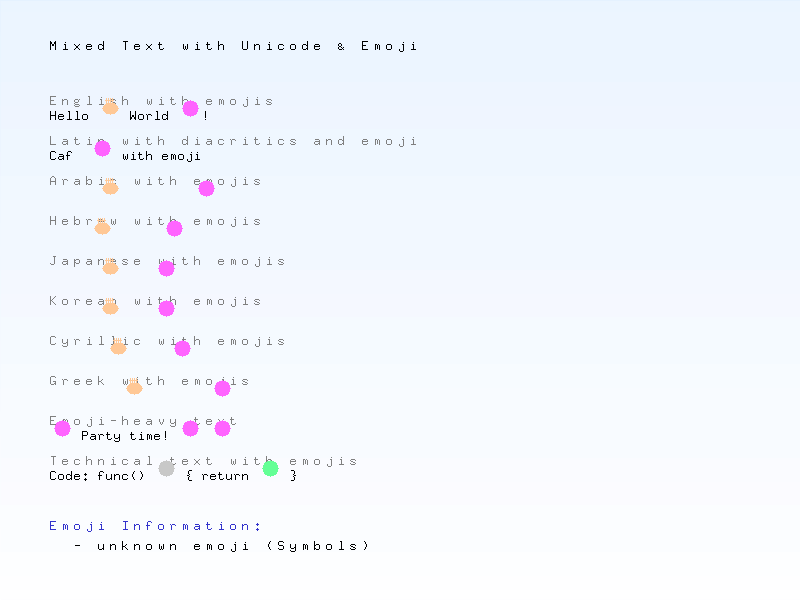 Mixed Text with Unicode & Emoji
English with emojis
Hello World !
Latin with diacritics and emoji
Caf with emoji
Arabic with emojis
Hebrew with emojis
Japanese with emojis
Korean with emojis
Cyrillic with emojis
Greek with emojis
Emoji-heavy text
Party time!
Technical text with emojis
Code: func() { return }
Emoji Information:
- unknown emoji (Symbols)